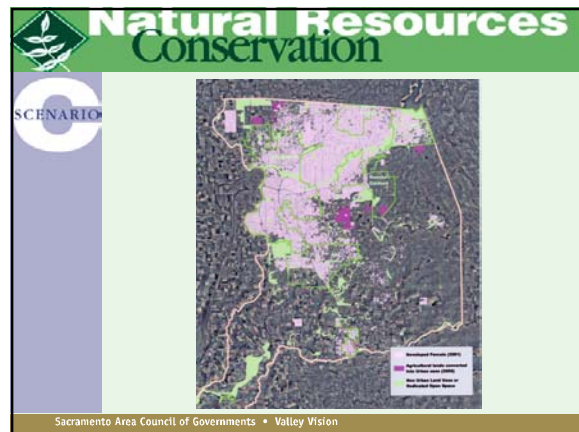 Natural Resources
Conservation
SCENARIO
C
Developed Parcels (2001)
Agricultural lands converted
into Urban uses (2050)
Non Urban Land Uses or
Dedicated Open Space
Sacramento Area Council of Governments • Valley Vision